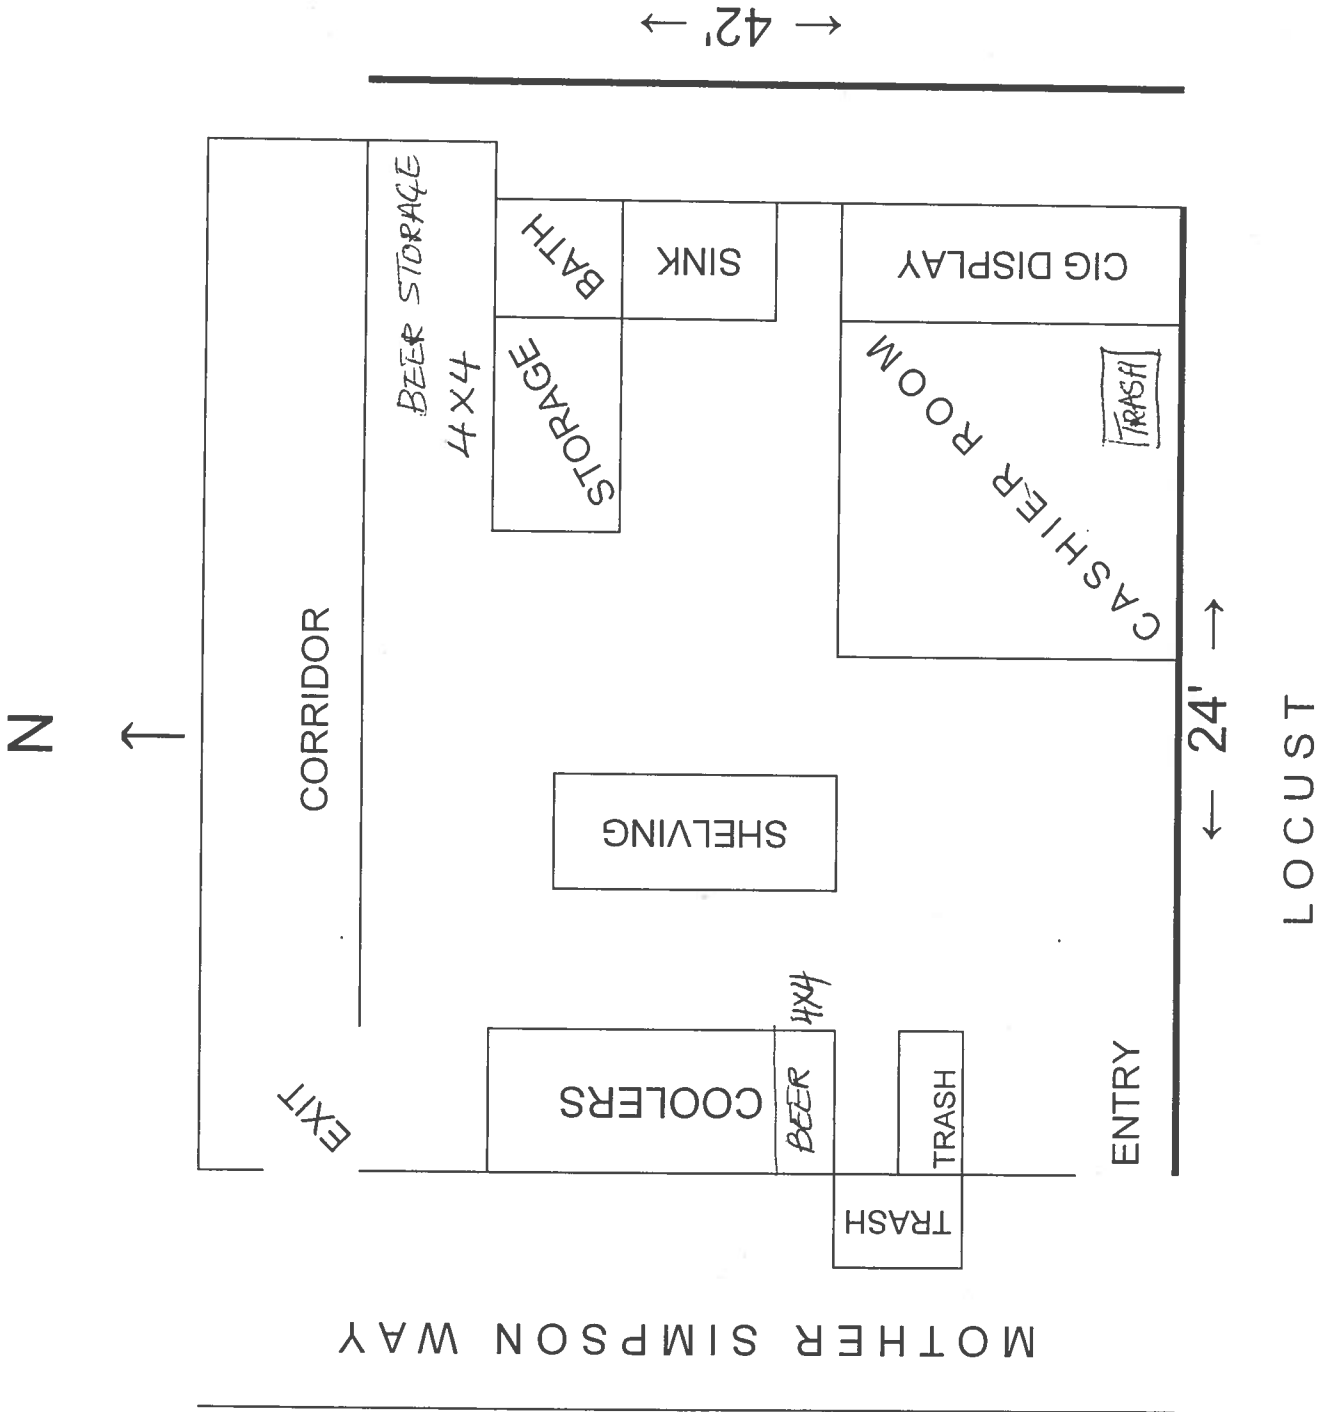 ← 42' →
N
←
CORRIDOR
BEER STORAGE
4X4
BATH
SINK
CIG DISPLAY
STORAGE
CASHIER ROOM
TRASH
SHELVING
← 24' →
LOCUST
EXIT
COOLERS
BEER 4X4
TRASH
ENTRY
TRASH
MOTHER SIMPSON WAY